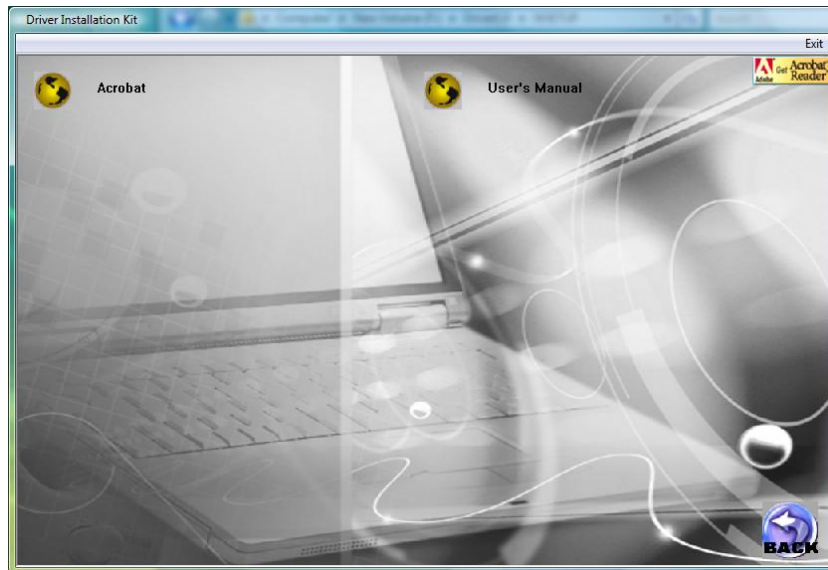 Driver Installation Kit
Exit
Acrobat
User's Manual
Adobe
Get Acrobat
Reader
BACK